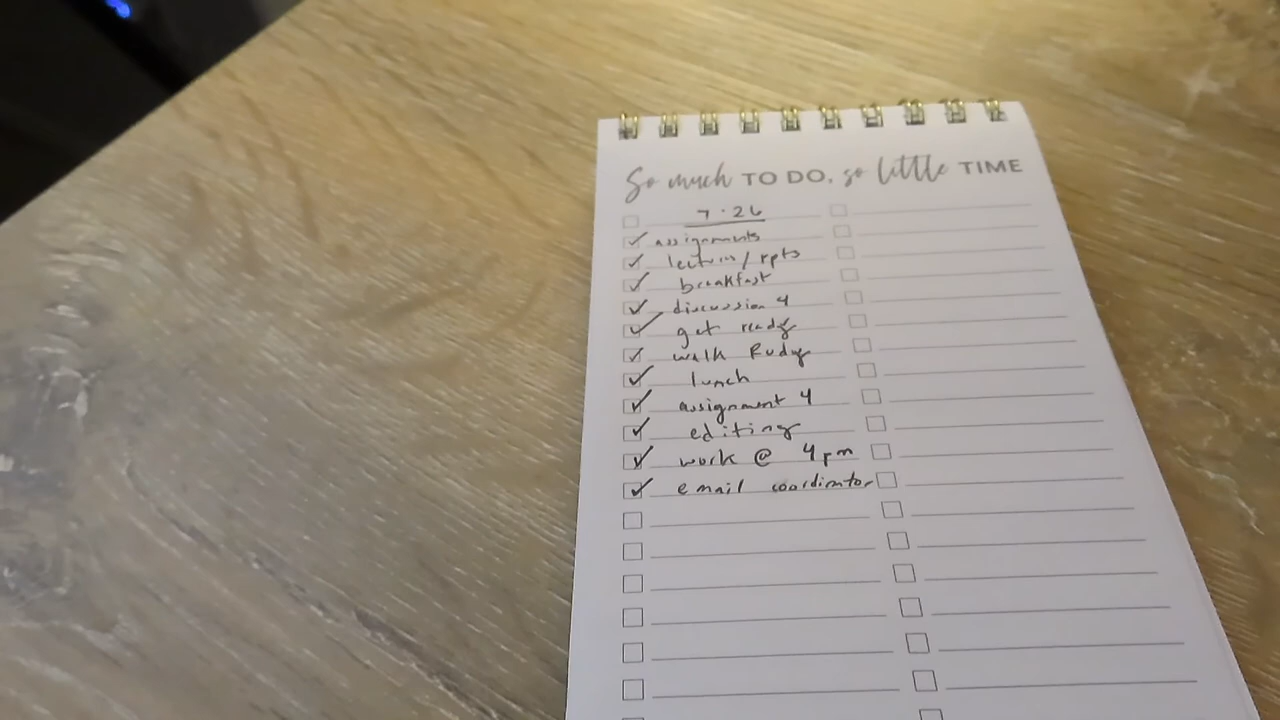 So much TO DO, so little TIME
7.26
assignments
lecture/rpts
breakfast
discussion 4
get ready
walk Rudy
lunch
assignment 4
editing
work @ 4pm
email coordinator